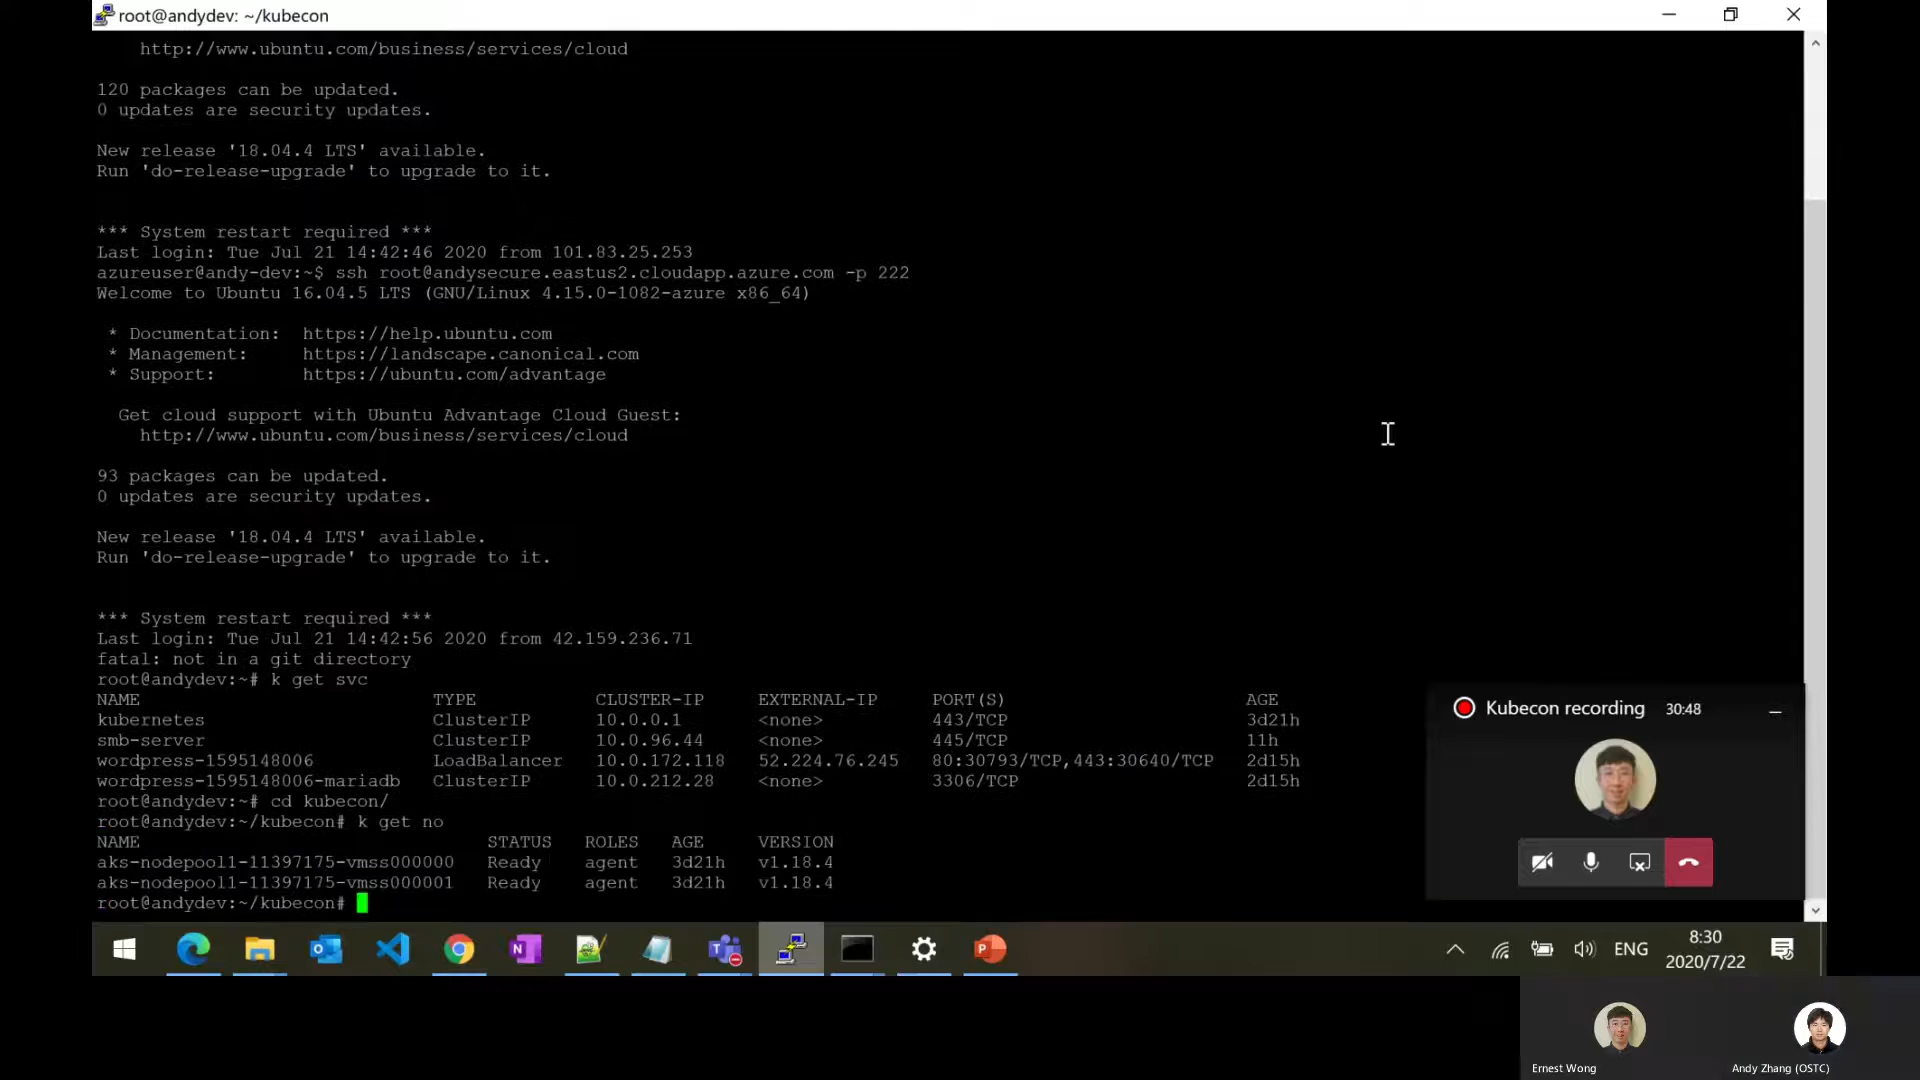 root@andydev: ~/kubecon
http://www.ubuntu.com/business/services/cloud
120 packages can be updated.
0 updates are security updates.
New release '18.04.4 LTS' available.
Run 'do-release-upgrade' to upgrade to it.
*** System restart required ***
Last login: Tue Jul 21 14:42:46 2020 from 101.83.25.253
azureuser@andy-dev:~$ ssh root@andysecure.eastus2.cloudapp.azure.com -p 222
Welcome to Ubuntu 16.04.5 LTS (GNU/Linux 4.15.0-1082-azure x86_64)
* Documentation:  https://help.ubuntu.com
* Management:     https://landscape.canonical.com
* Support:        https://ubuntu.com/advantage
Get cloud support with Ubuntu Advantage Cloud Guest:
http://www.ubuntu.com/business/services/cloud
93 packages can be updated.
0 updates are security updates.
New release '18.04.4 LTS' available.
Run 'do-release-upgrade' to upgrade to it.
*** System restart required ***
Last login: Tue Jul 21 14:42:56 2020 from 42.159.236.71
fatal: not in a git directory
root@andydev:~# k get svc
NAME TYPE CLUSTER-IP EXTERNAL-IP PORT(S) AGE
kubernetes ClusterIP 10.0.0.1 <none> 443/TCP 3d21h
smb-server ClusterIP 10.0.96.44 <none> 445/TCP 11h
wordpress-1595148006 LoadBalancer 10.0.172.118 52.224.76.245 80:30793/TCP,443:30640/TCP 2d15h
wordpress-1595148006-mariadb ClusterIP 10.0.212.28 <none> 3306/TCP 2d15h
root@andydev:~# cd kubecon/
root@andydev:~/kubecon# k get no
NAME STATUS ROLES AGE VERSION
aks-nodepool1-11397175-vmss000000 Ready agent 3d21h v1.18.4
aks-nodepool1-11397175-vmss000001 Ready agent 3d21h v1.18.4
root@andydev:~/kubecon#
Kubecon recording 30:48
ENG
8:30
2020/7/22
Ernest Wong
Andy Zhang (OSTC)